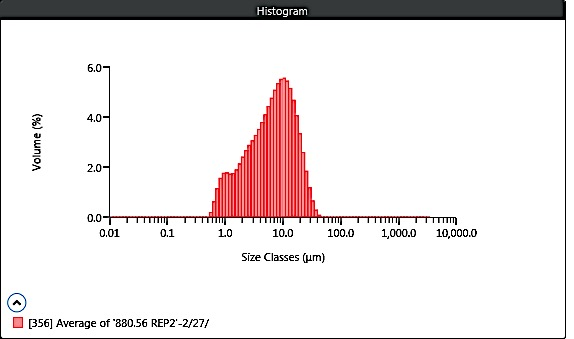 Histogram
6.0
4.0
2.0
0.0
Volume (%)
0.01 0.1 1.0 10.0 100.0 1,000.0 10,000.0
Size Classes (μm)
[356] Average of '880.56 REP2'-2/27/